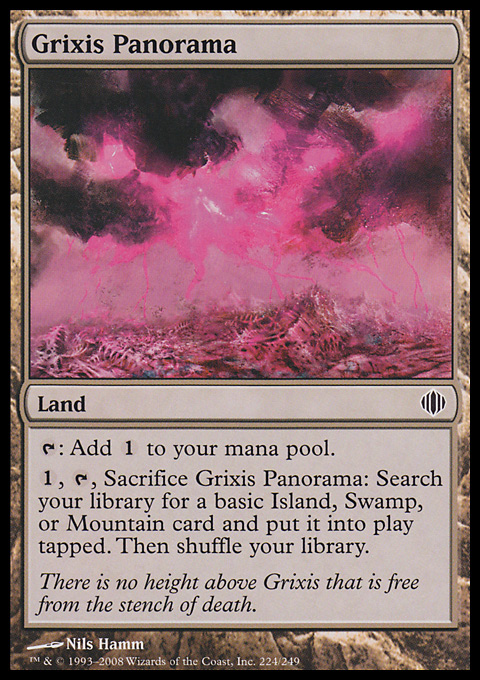 Grixis Panorama
Land
: Add 1 to your mana pool.
1, , Sacrifice Grixis Panorama: Search
your library for a basic Island, Swamp,
or Mountain card and put it into play
tapped. Then shuffle your library.
There is no height above Grixis that is free
from the stench of death.
Nils Hamm
™ & © 1993–2008 Wizards of the Coast, Inc. 224/249